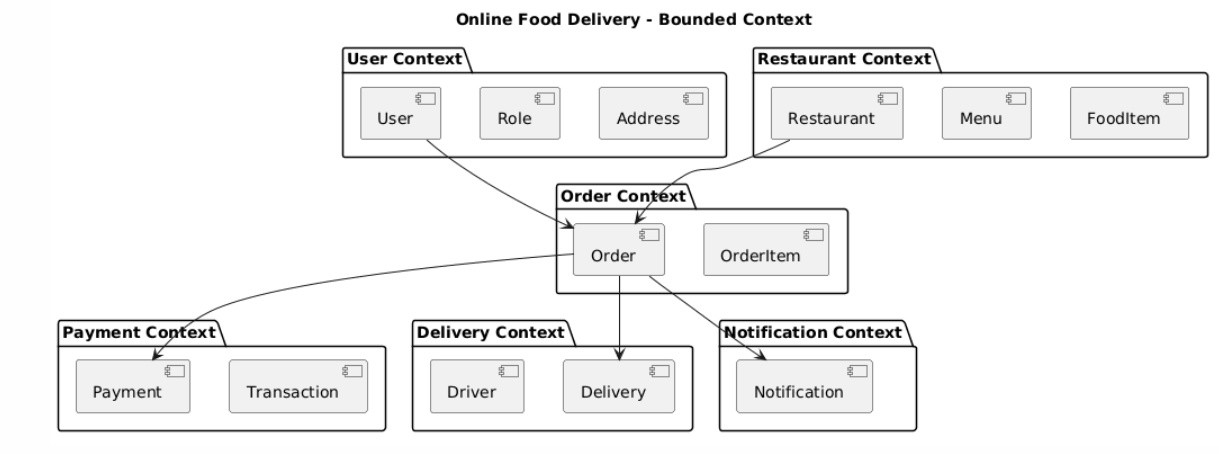 Online Food Delivery - Bounded Context
User Context
Restaurant Context
User
Role
Address
Restaurant
Menu
FoodItem
Order Context
Order
OrderItem
Payment Context
Delivery Context
Notification Context
Payment
Transaction
Driver
Delivery
Notification